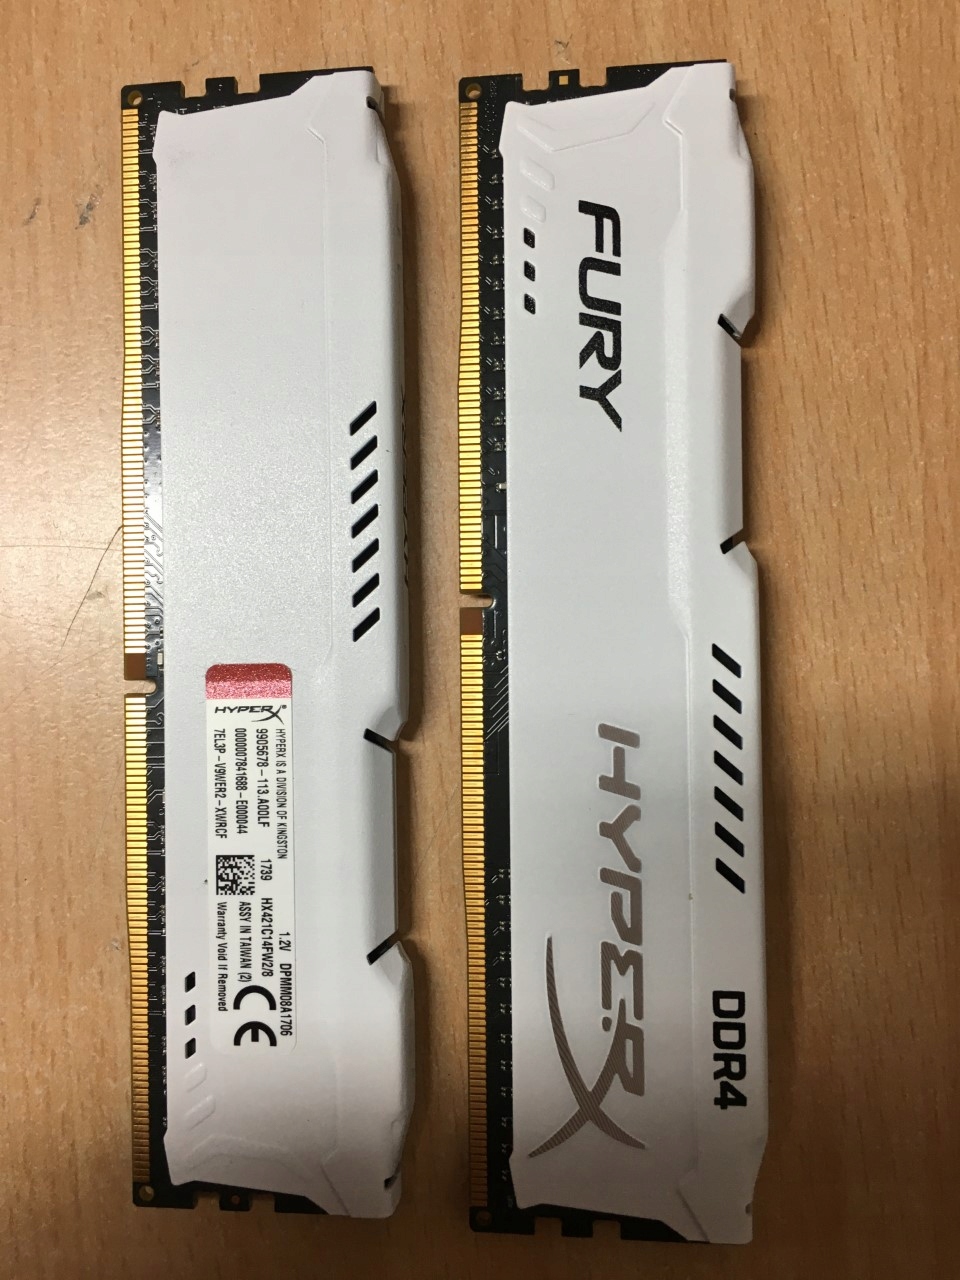 HYPERX
HYPERX IS A DIVISION OF KINGSTON
9905678-113.A00LF
0000007841688-E000044
7EL3P-V9WER2-XWRCF
1.2V DPMM08A1706
1739 HX421C14FW2/8
ASSY IN TAIWAN (2)
Warranty Void If Removed
CE
FURY
HYPERX
DDR4